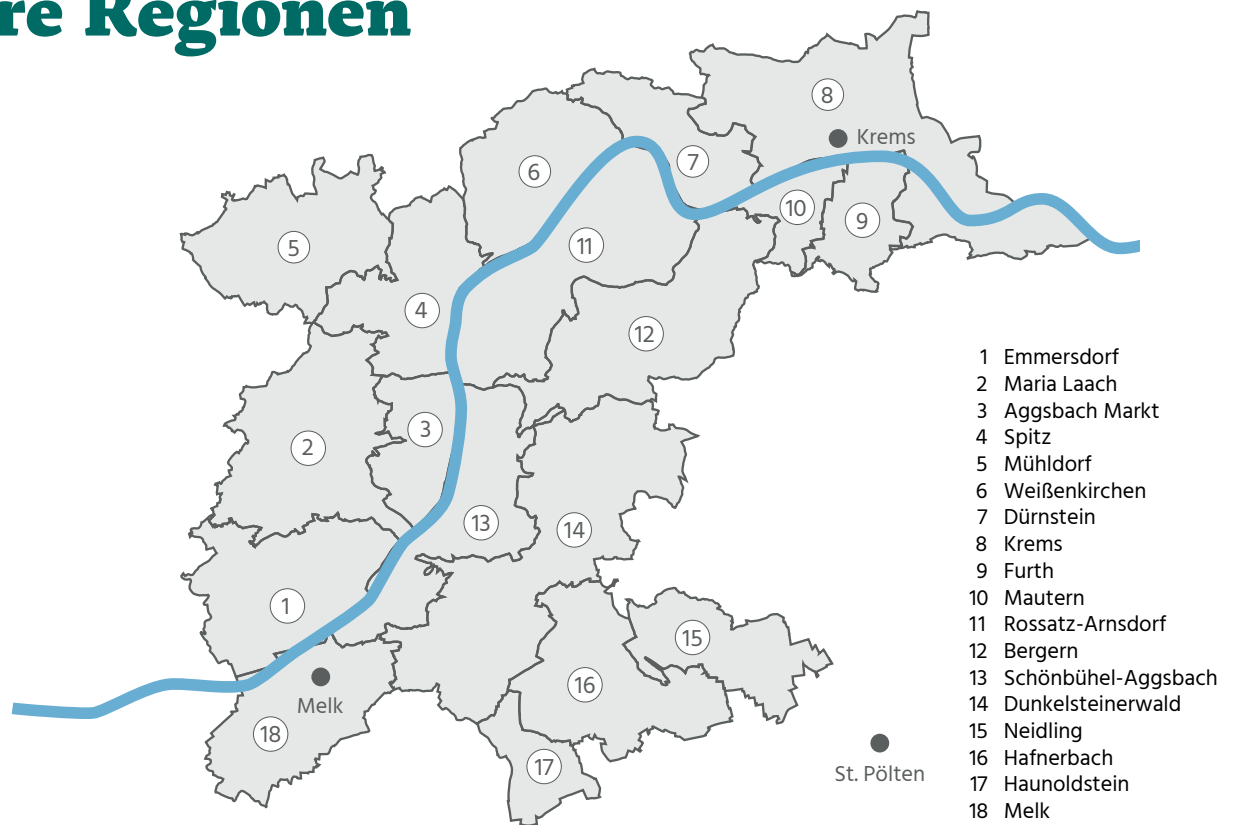 re Regionen
8
Krems
6
7
10
9
5
11
4
12
3
2
13
14
1
15
16
Melk
18
17
St. Pölten
1 Emmersdorf
2 Maria Laach
3 Aggsbach Markt
4 Spitz
5 Mühldorf
6 Weißenkirchen
7 Dürnstein
8 Krems
9 Furth
10 Mautern
11 Rossatz-Arnsdorf
12 Bergern
13 Schönbühel-Aggsbach
14 Dunkelsteinerwald
15 Neidling
16 Hafnerbach
17 Haunoldstein
18 Melk